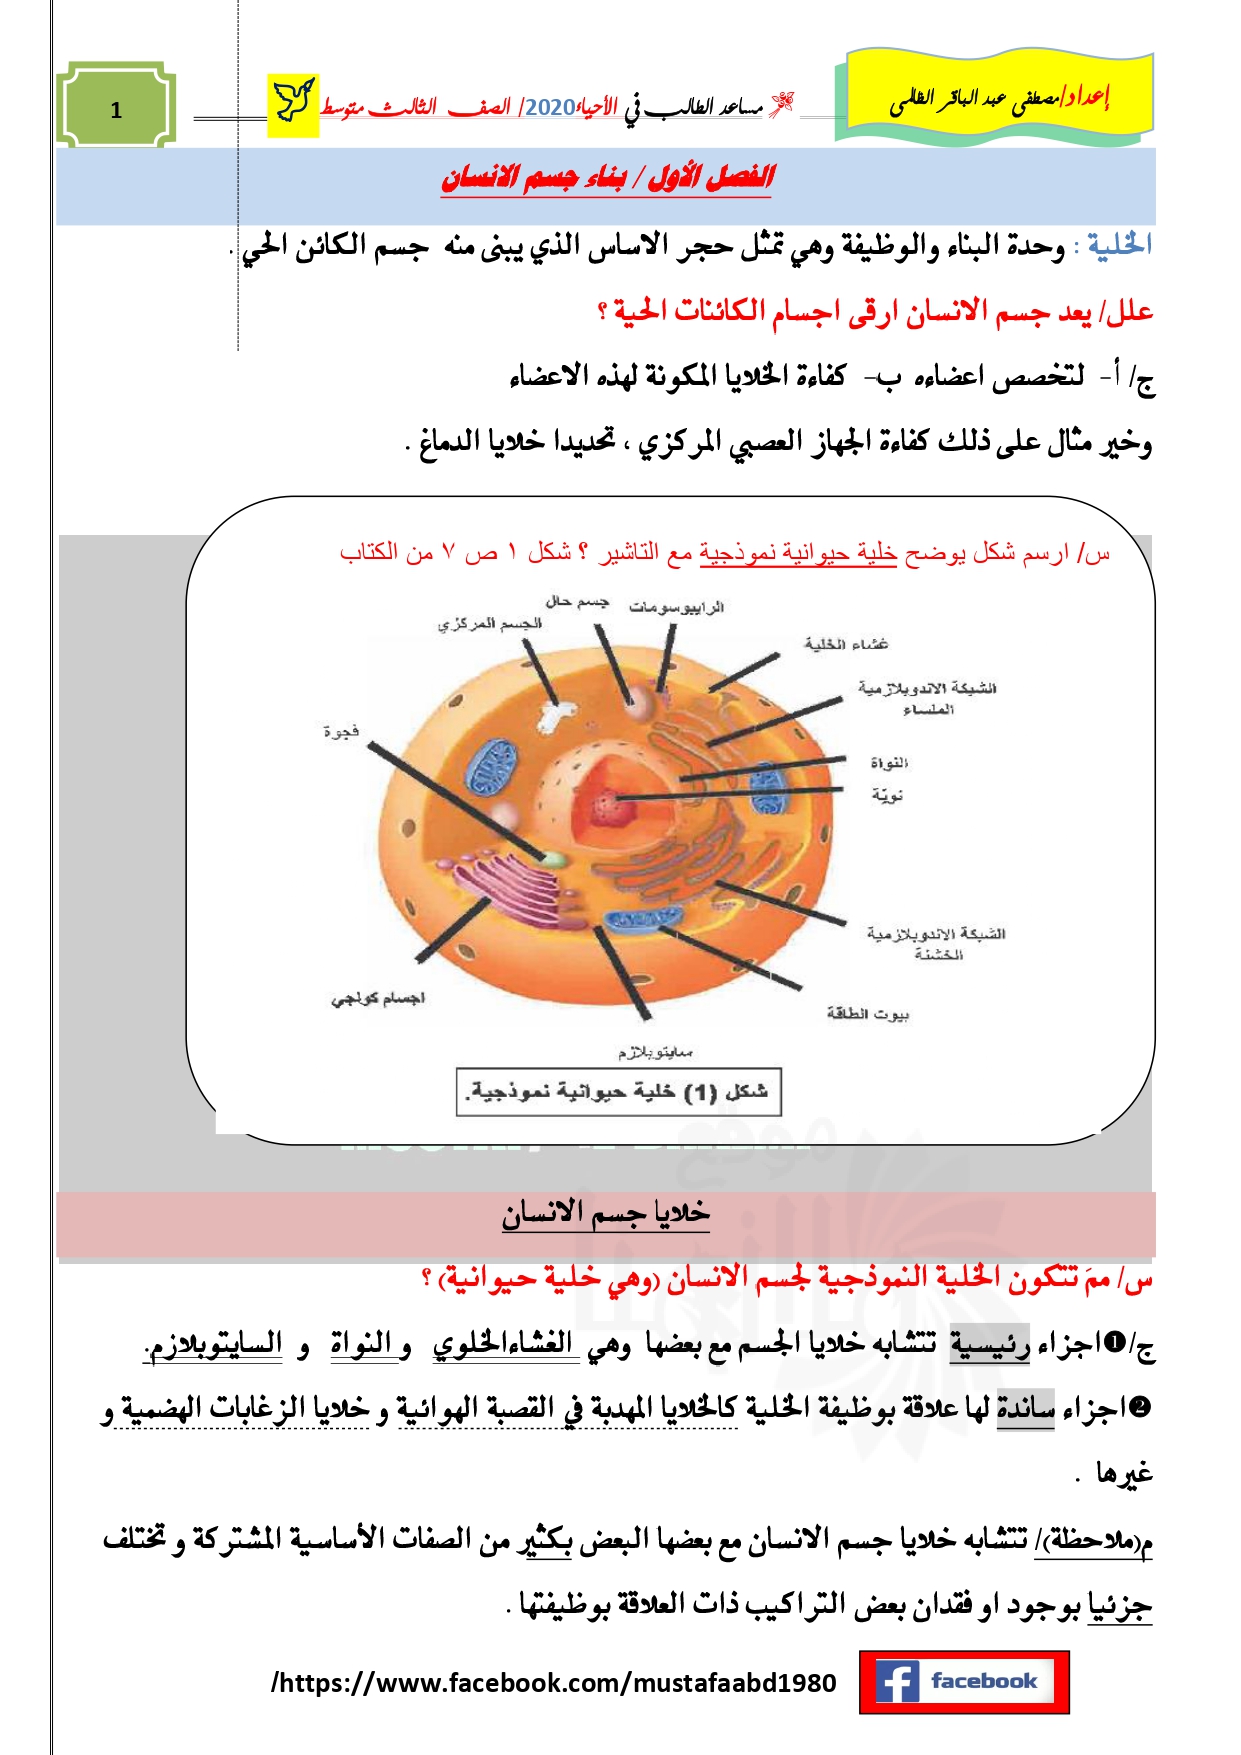 إعداد/مصطفى عبد الباقر الظالمى
مساعد الطالب في الأحياء2020/ الصف الثالث متوسط
1
الفصل الأول / بناء جسم الانسان
الخلية : وحدة البناء والوظيفة وهي تمثل حجر الاساس الذي يبنى منه جسم الكائن الحي .
علل/ يعد جسم الانسان ارقى اجسام الكائنات الحية ؟
ج/ أ- لتخصص اعضاءه ب- كفاءة الخلايا المكونة لهذه الاعضاء
وخير مثال على ذلك كفاءة الجهاز العصبي المركزي ، تحديدا خلايا الدماغ .
س/ ارسم شكل يوضح خلية حيوانية نموذجية مع التاشير ؟ شكل ١ ص ٧ من الكتاب
الرايبوسومات
جسم حال
الجسم المركزي
غشاء الخلية
الشبكة الاندوبلازمية
الملساء
فجوة
النواة
نويّة
الشبكة الاندوبلازمية
الخشنة
اجسام كولجي
بيوت الطاقة
سايتوبلازم
شكل (1) خلية حيوانية نموذجية.
موقع
خلايا جسم الانسان
س/ ممَ تتكون الخلية النموذجية لجسم الانسان (وهي خلية حيوانية) ؟
ج/❶اجزاء رئيسية تتشابه خلايا الجسم مع بعضها وهي الغشاءالخلوي و النواة و السايتوبلازم.
❷اجزاء ساندة لها علاقة بوظيفة الخلية كالخلايا المهدبة في القصبة الهوائية و خلايا الزغابات الهضمية و
غيرها .
م(ملاحظة)/ تتشابه خلايا جسم الانسان مع بعضها البعض بكثير من الصفات الأساسية المشتركة و تختلف
جزئيا بوجود او فقدان بعض التراكيب ذات العلاقة بوظيفتها .
facebook
/https://www.facebook.com/mustafaabd1980